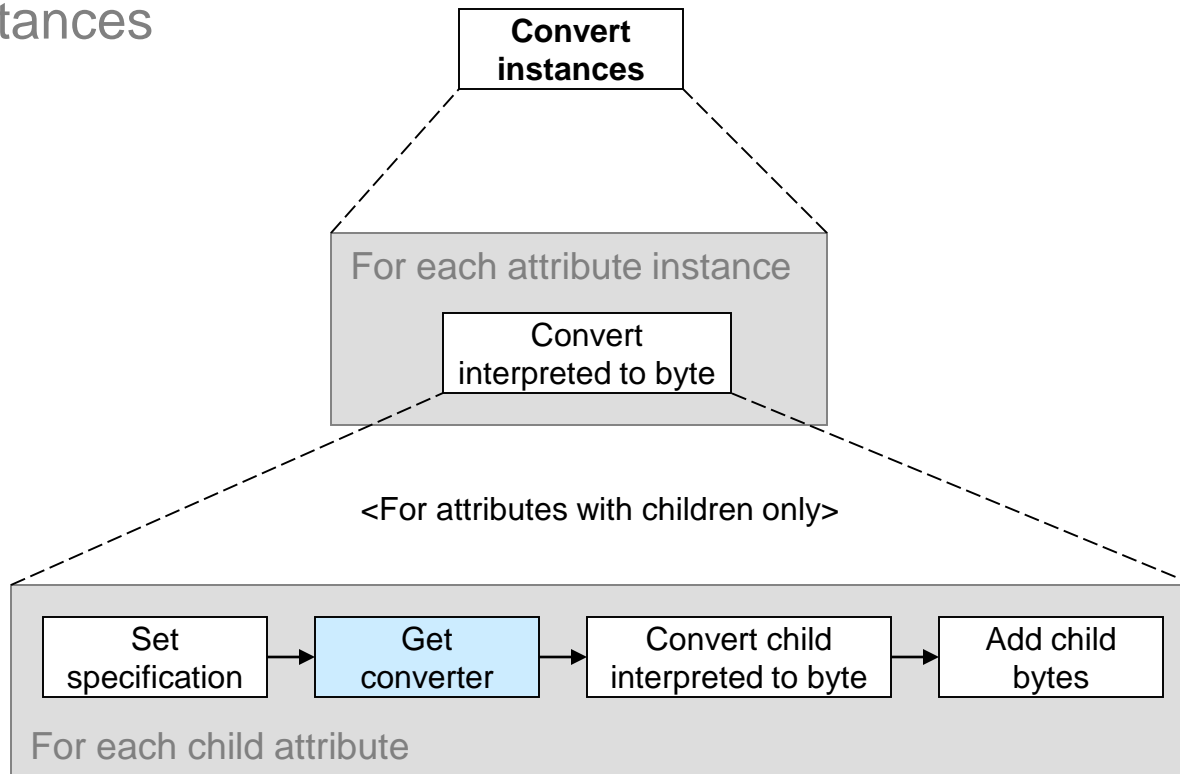 tances
Convert
instances
For each attribute instance
Convert
interpreted to byte
<For attributes with children only>
Set
specification
Get
converter
Convert child
interpreted to byte
Add child
bytes
For each child attribute